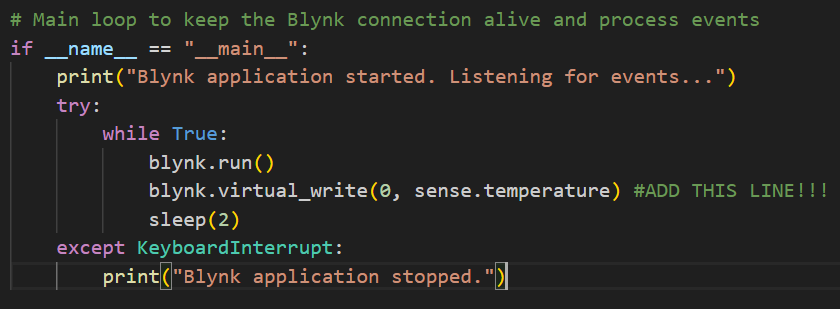 # Main loop to keep the Blynk connection alive and process events
if __name__ == "__main__":
    print("Blynk application started. Listening for events...")
    try:
        while True:
            blynk.run()
            blynk.virtual_write(0, sense.temperature) #ADD THIS LINE!!!
            sleep(2)
    except KeyboardInterrupt:
        print("Blynk application stopped.")